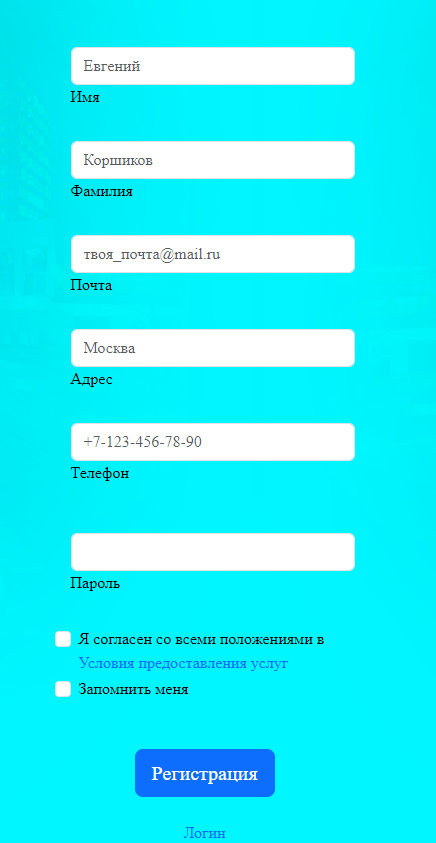 Евгений
Имя
Коршиков
Фамилия
твоя_почта@mail.ru
Почта
Москва
Адрес
+7-123-456-78-90
Телефон
Пароль
Я согласен со всеми положениями в
Условия предоставления услуг
Запомнить меня
Регистрация
Логин